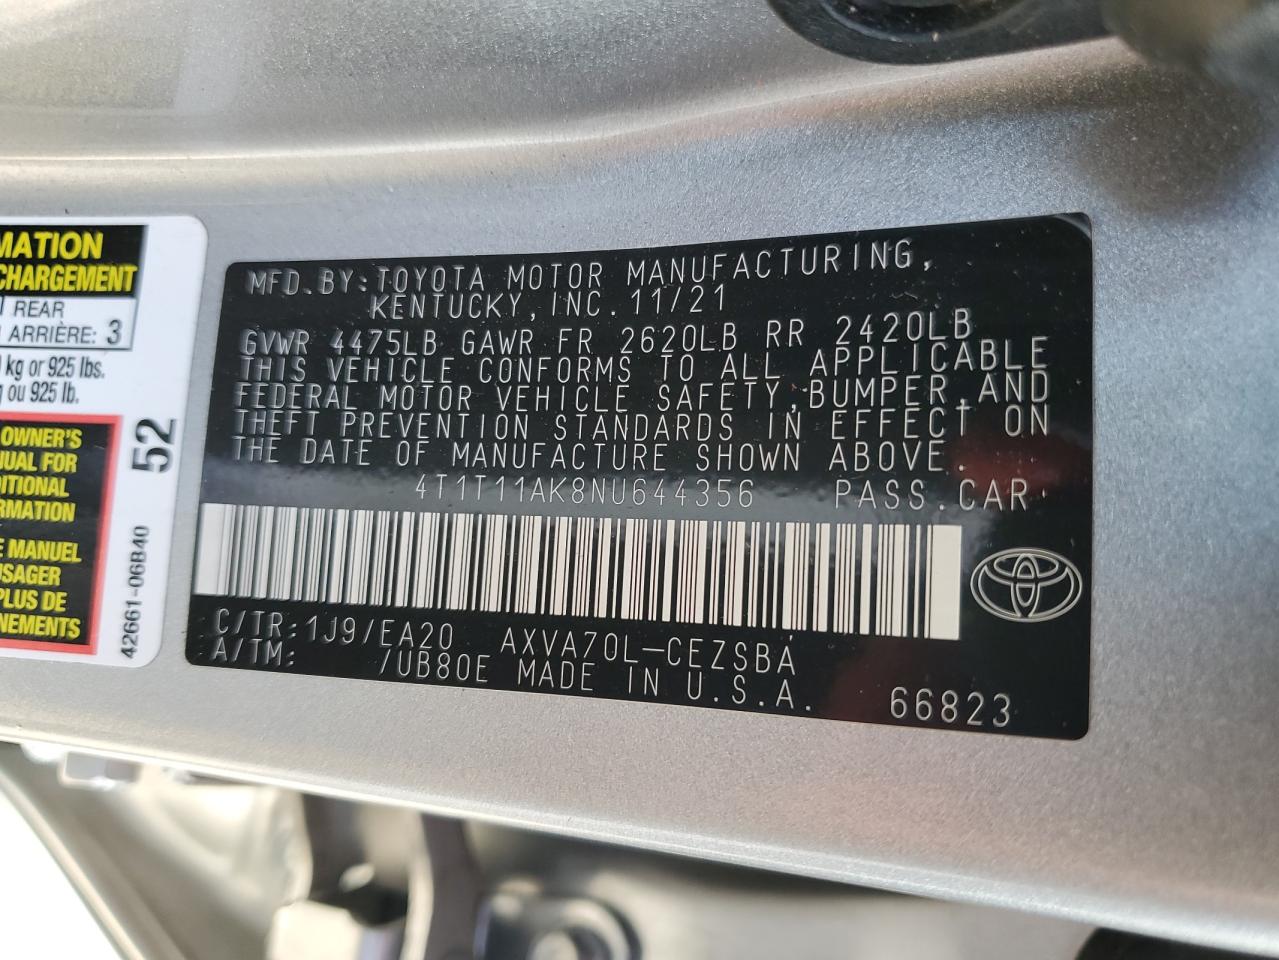 MATION
CHARGEMENT
REAR
ARRIÈRE: 3
kg or 925 lbs.
ou 925 lb.
OWNER'S
UAL FOR
DITIONAL
ORMATION
E MANUEL
USAGER
PLUS DE
NEMENTS
52
42661-06B40
MFD.BY:TOYOTA MOTOR MANUFACTURING,
KENTUCKY,INC.11/21
GVWR 4475LB GAWR FR 2620LB RR 2420LB
THIS VEHICLE CONFORMS TO ALL APPLICABLE
FEDERAL MOTOR VEHICLE SAFETY,BUMPER,AND
THEFT PREVENTION STANDARDS IN EFFECT ON
THE DATE OF MANUFACTURE SHOWN ABOVE.
4T1T11AK8NU644356 PASS.CAR
C/TR:1J9/EA20 AXVA70L-CEZSBA
A/TM: /UB80E MADE IN U.S.A.
66823